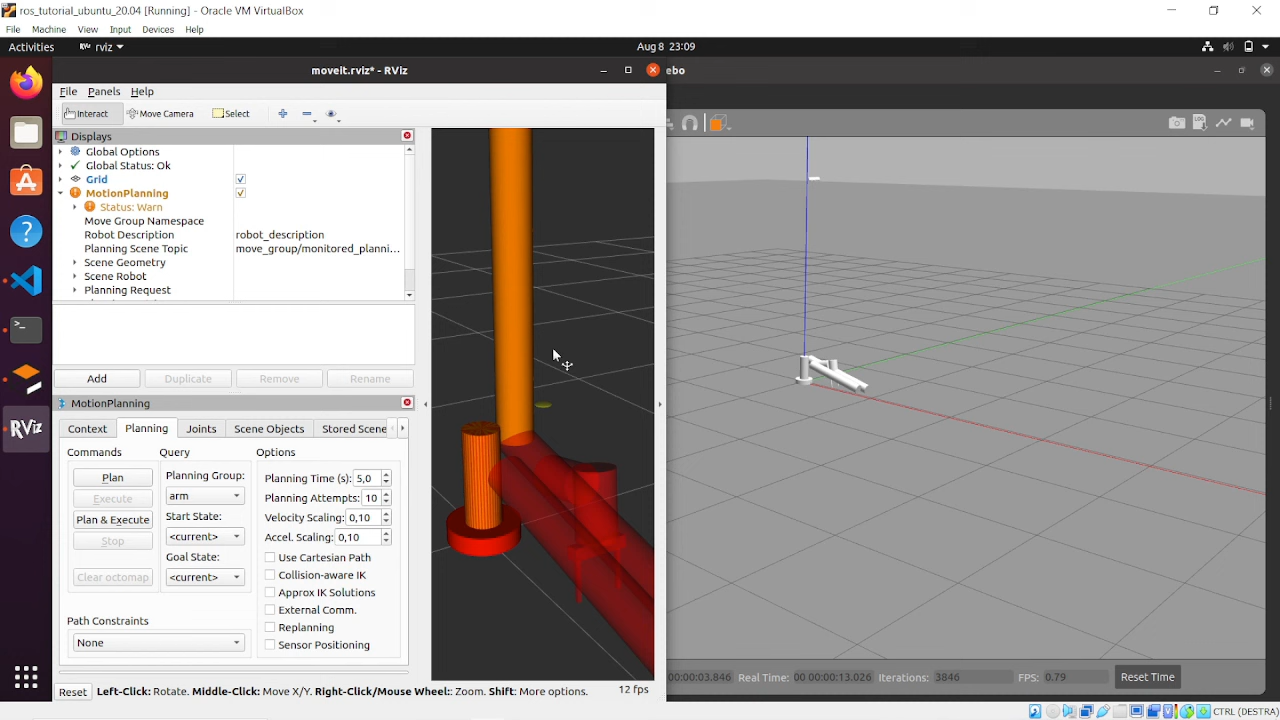 ros_tutorial_ubuntu_20.04 [Running] - Oracle VM VirtualBox
File Machine View Input Devices Help
Activities rviz Aug 8 23:09
moveit.rviz* - RViz
ebo
File Panels Help
Interact Move Camera Select
Displays
Global Options
Global Status: Ok
Grid
MotionPlanning
Status: Warn
Move Group Namespace
Robot Description robot_description
Planning Scene Topic move_group/monitored_planni...
Scene Geometry
Scene Robot
Planning Request
Add Duplicate Remove Rename
MotionPlanning
Context Planning Joints Scene Objects Stored Scene
Commands Query Options
Plan
Execute
Plan & Execute
Stop
Clear octomap
Planning Group:
arm
Start State:
<current>
Goal State:
<current>
Planning Time (s): 5,0
Planning Attempts: 10
Velocity Scaling: 0,10
Accel. Scaling: 0,10
Use Cartesian Path
Collision-aware IK
Approx IK Solutions
External Comm.
Replanning
Sensor Positioning
Path Constraints
None
RViz
LOG
00:00:03.846 Real Time: 00 00:00:13.026 Iterations: 3846 FPS: 0.79 Reset Time
Reset Left-Click: Rotate. Middle-Click: Move X/Y. Right-Click/Mouse Wheel: Zoom. Shift: More options. 12 fps
CTRL (DESTRA)